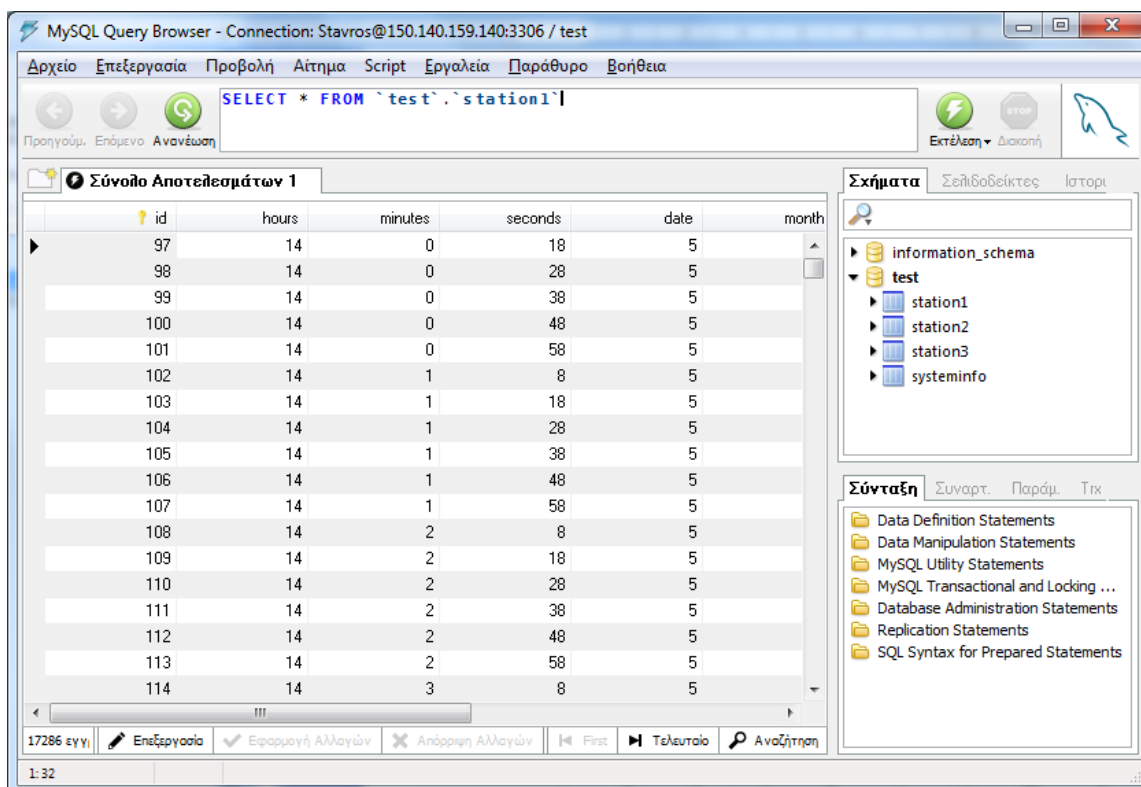 MySQL Query Browser - Connection: Stavros@150.140.159.140:3306 / test
Αρχείο Επεξεργασία Προβολή Αίτημα Script Εργαλεία Παράθυρο Βοήθεια
SELECT * FROM `test`.`station1`
Προηγούμ. Επόμενο Ανανέωση
Εκτέλεση STOP Διακοπή
Σύνολο Αποτελεσμάτων 1
id hours minutes seconds date month
97 14 0 18 5
98 14 0 28 5
99 14 0 38 5
100 14 0 48 5
101 14 0 58 5
102 14 1 8 5
103 14 1 18 5
104 14 1 28 5
105 14 1 38 5
106 14 1 48 5
107 14 1 58 5
108 14 2 8 5
109 14 2 18 5
110 14 2 28 5
111 14 2 38 5
112 14 2 48 5
113 14 2 58 5
114 14 3 8 5
17286 εγγ Επεξεργασία Εφαρμογή Αλλαγών Απόρριψη Αλλαγών First Τελευταίο Αναζήτηση
1: 32
Σχήματα Σελιδοδείκτες Ιστορι
information_schema
test
station1
station2
station3
systeminfo
Σύνταξη Συναρτ. Παράμ. Trx
Data Definition Statements
Data Manipulation Statements
MySQL Utility Statements
MySQL Transactional and Locking ...
Database Administration Statements
Replication Statements
SQL Syntax for Prepared Statements